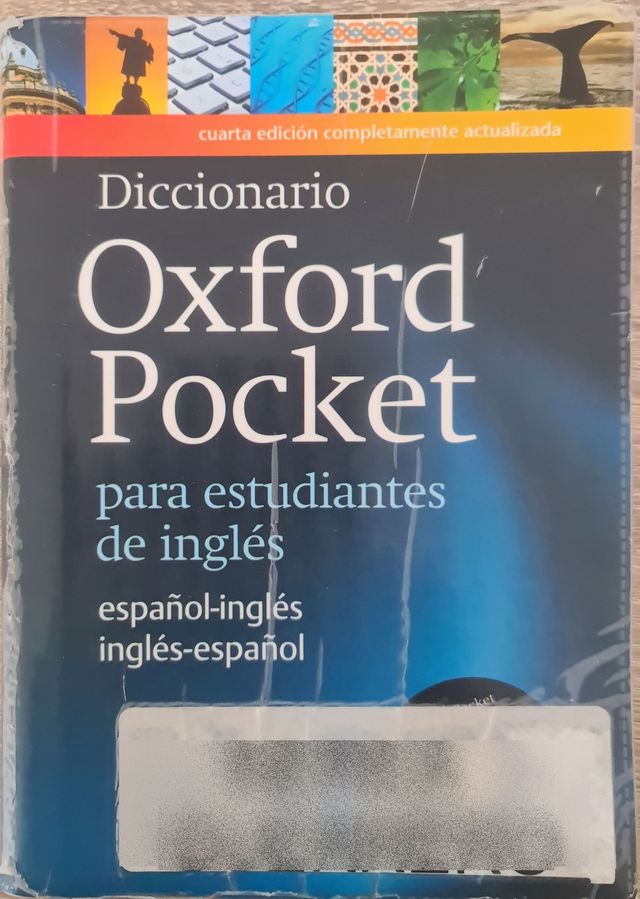 cuarta edición completamente actualizada
Diccionario
Oxford
Pocket
para estudiantes
de inglés
español-inglés
inglés-español